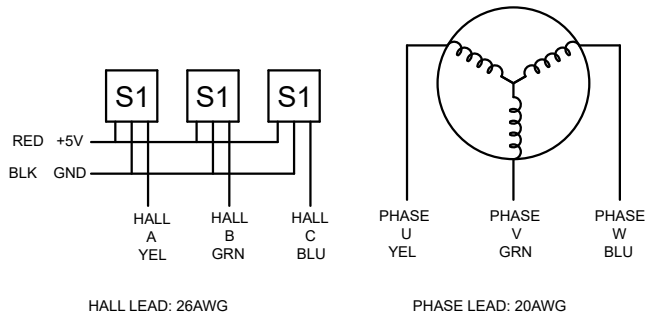 S1 S1 S1
RED +5V
BLK GND
HALL
A
YEL
HALL
B
GRN
HALL
C
BLU
HALL LEAD: 26AWG
PHASE
U
YEL
PHASE
V
GRN
PHASE
W
BLU
PHASE LEAD: 20AWG